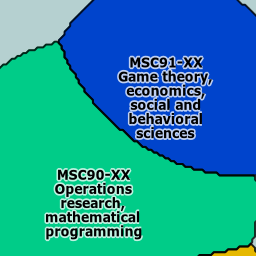 MSC91-XX
Game theory,
economics,
social and
behavioral
sciences
MSC90-XX
Operations
research,
mathematical
programming